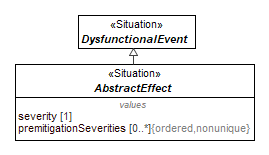 «Situation»
DysfunctionalEvent
«Situation»
AbstractEffect
values
severity [1]
premitigationSeverities [0..*]{ordered,nonunique}